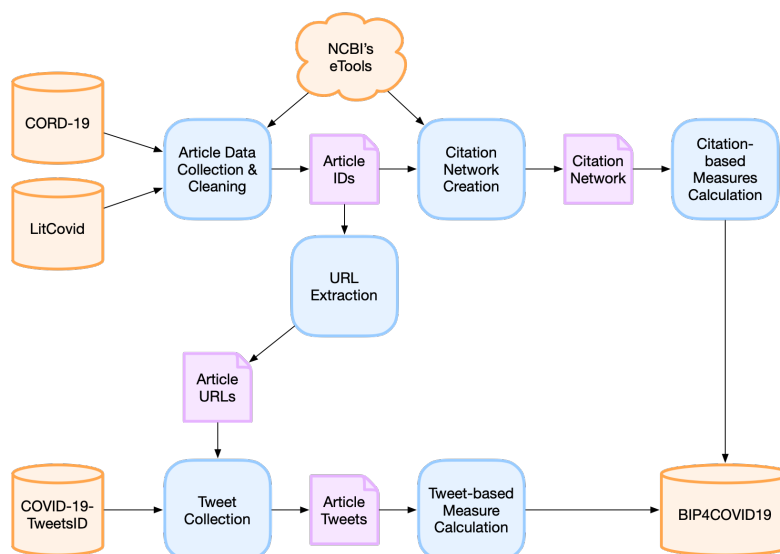 NCBI's
eTools
CORD-19
Article Data
Collection &
Cleaning
Article
IDs
Citation
Network
Creation
Citation
Network
Citation-
based
Measures
Calculation
LitCovid
URL
Extraction
Article
URLs
COVID-19-
TweetsID
Tweet
Collection
Article
Tweets
Tweet-based
Measure
Calculation
BIP4COVID19